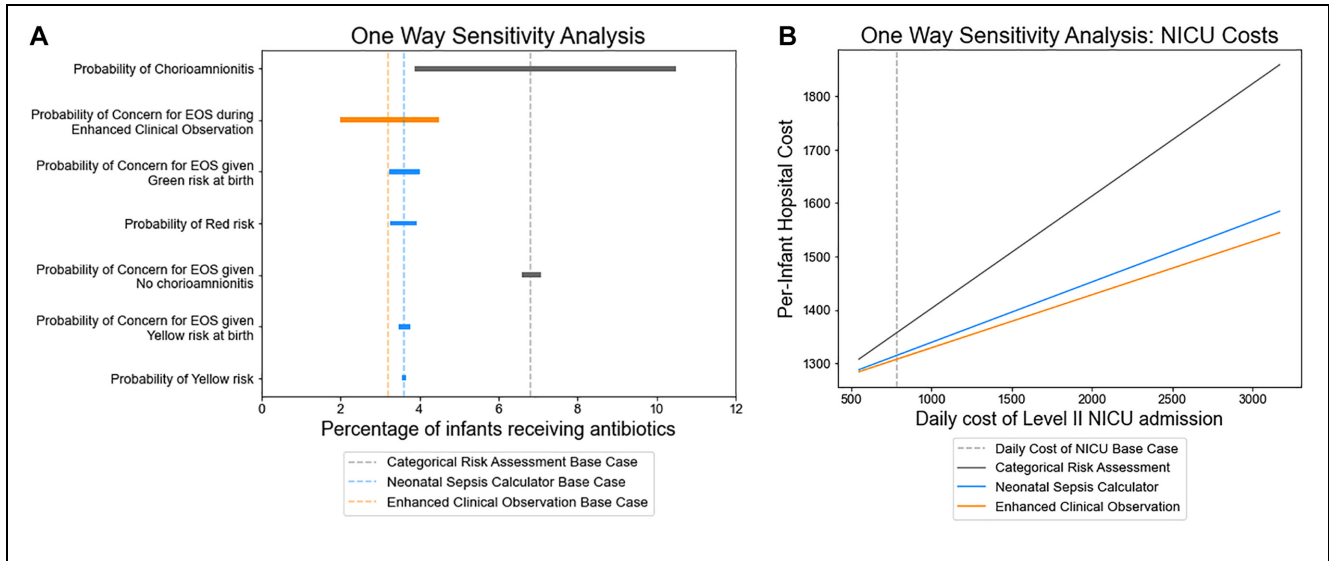 A
One Way Sensitivity Analysis
Probability of Chorioamnionitis
Probability of Concern for EOS during
Enhanced Clinical Observation
Probability of Concern for EOS given
Green risk at birth
Probability of Red risk
Probability of Concern for EOS given
No chorioamnionitis
Probability of Concern for EOS given
Yellow risk at birth
Probability of Yellow risk
0 2 4 6 8 10 12
Percentage of infants receiving antibiotics
Categorical Risk Assessment Base Case
Neonatal Sepsis Calculator Base Case
Enhanced Clinical Observation Base Case
B
One Way Sensitivity Analysis: NICU Costs
Per-Infant Hopsital Cost
1800
1700
1600
1500
1400
1300
500 1000 1500 2000 2500 3000
Daily cost of Level II NICU admission
Daily Cost of NICU Base Case
Categorical Risk Assessment
Neonatal Sepsis Calculator
Enhanced Clinical Observation